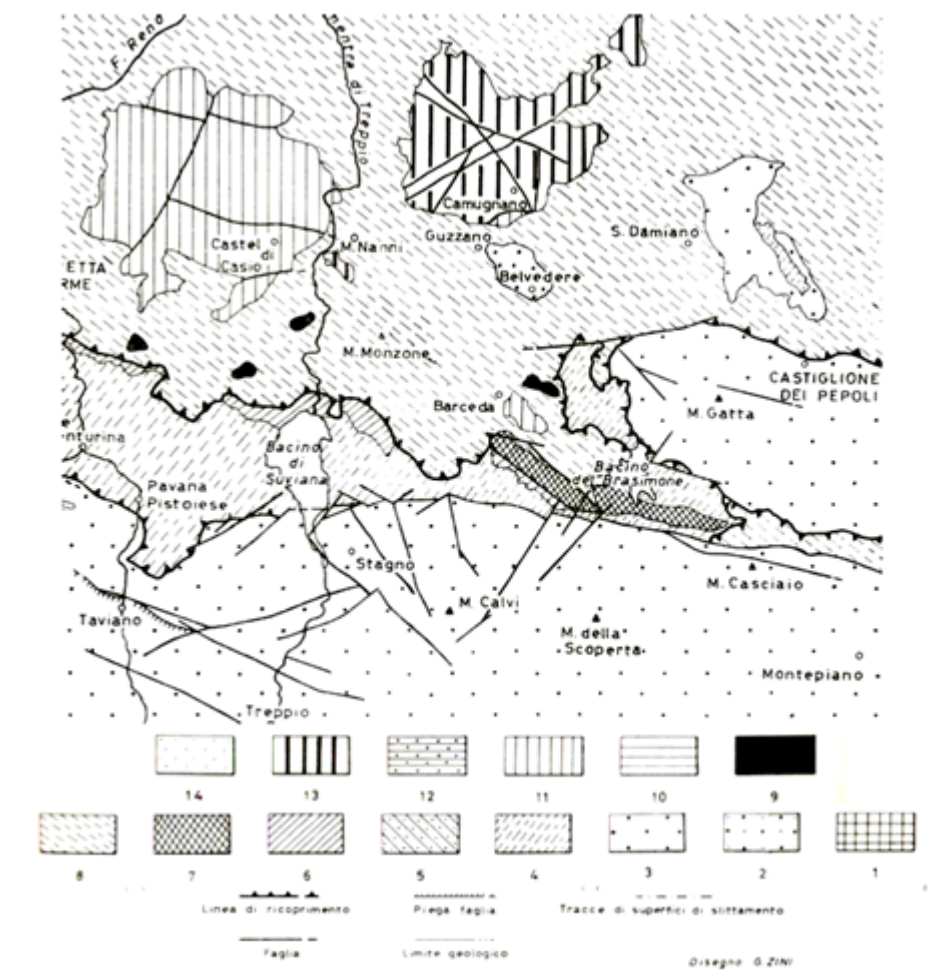 F. Reno
di Treppio
Camugnano
Castel
di
Casio
M. Nanni
Guzzano
S. Damiano
Belvedere
ETTA
RME
M. Monzone
CASTIGLIONE
DEI PEPOLI
M. Gatta
Barceda
e
enturina
Bacino
di
Suviana
Bacino
del Brasimone
Pavana
Pistoiese
Stagno
M. Casciaio
M. Calvi
Taviano
M. della
Scoperta
Montepiano
Treppio
14 13 12 11 10 9
8 7 6 5 4 3 2 1
Linea di ricoprimento Piega faglia Tracce di superfici di slittamento
Faglia Limite geologico
Disegno G. ZINI